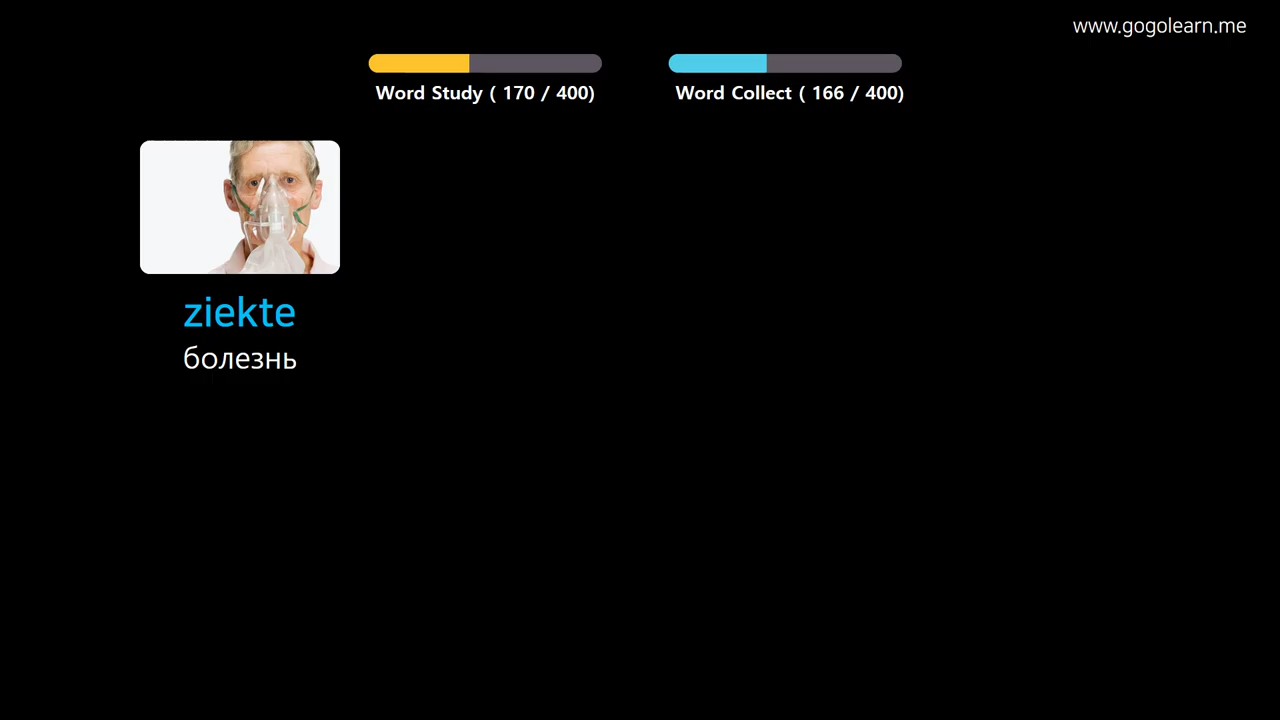 www.gogolearn.me
Word Study ( 170 / 400)
Word Collect ( 166 / 400)
ziekte
болезнь